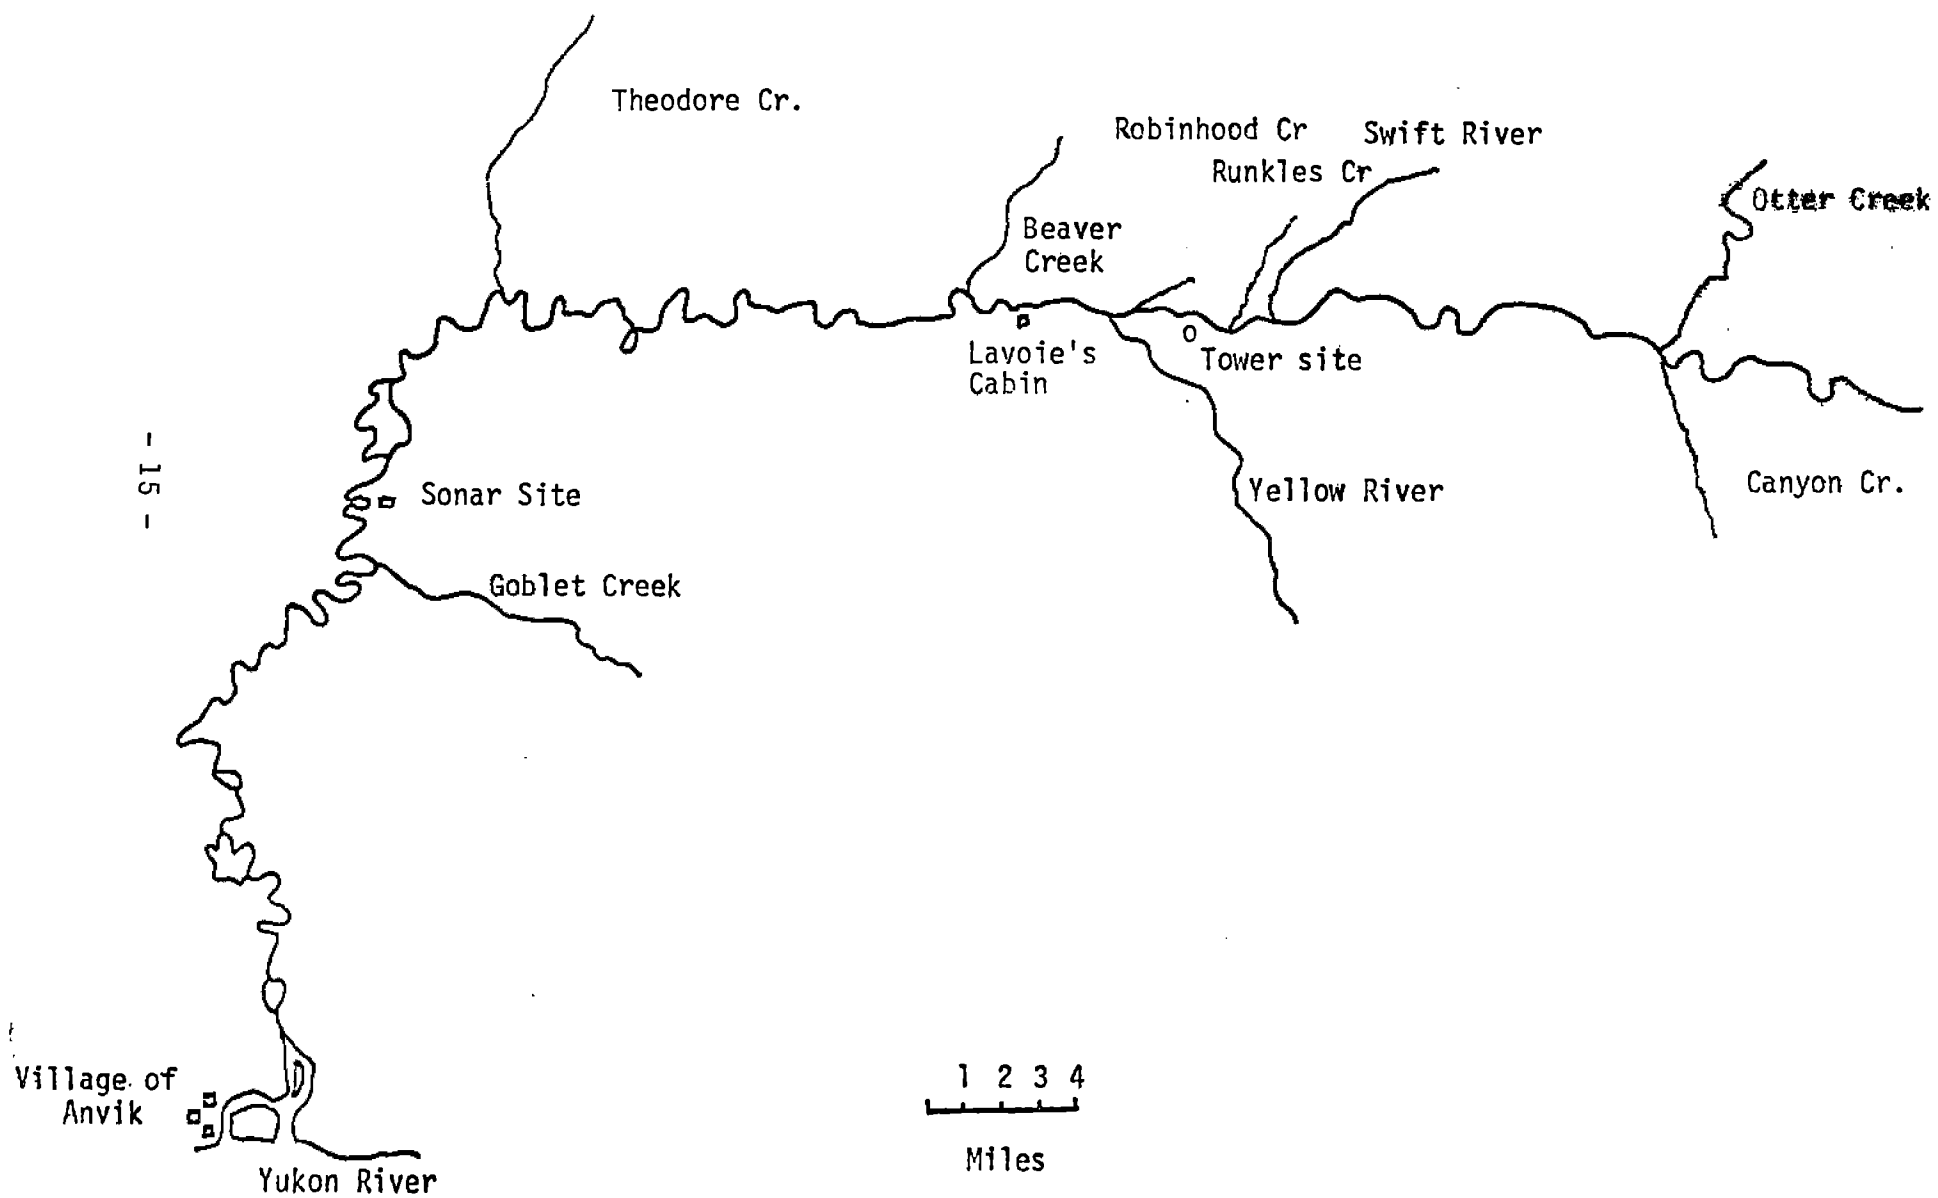 Theodore Cr.
Robinhood Cr
Swift River
Runkles Cr
Otter Creek
Beaver
Creek
Lavoie's
Cabin
Tower site
- 15 -
Sonar Site
Yellow River
Canyon Cr.
Goblet Creek
Village of
Anvik
1 2 3 4
Miles
Yukon River